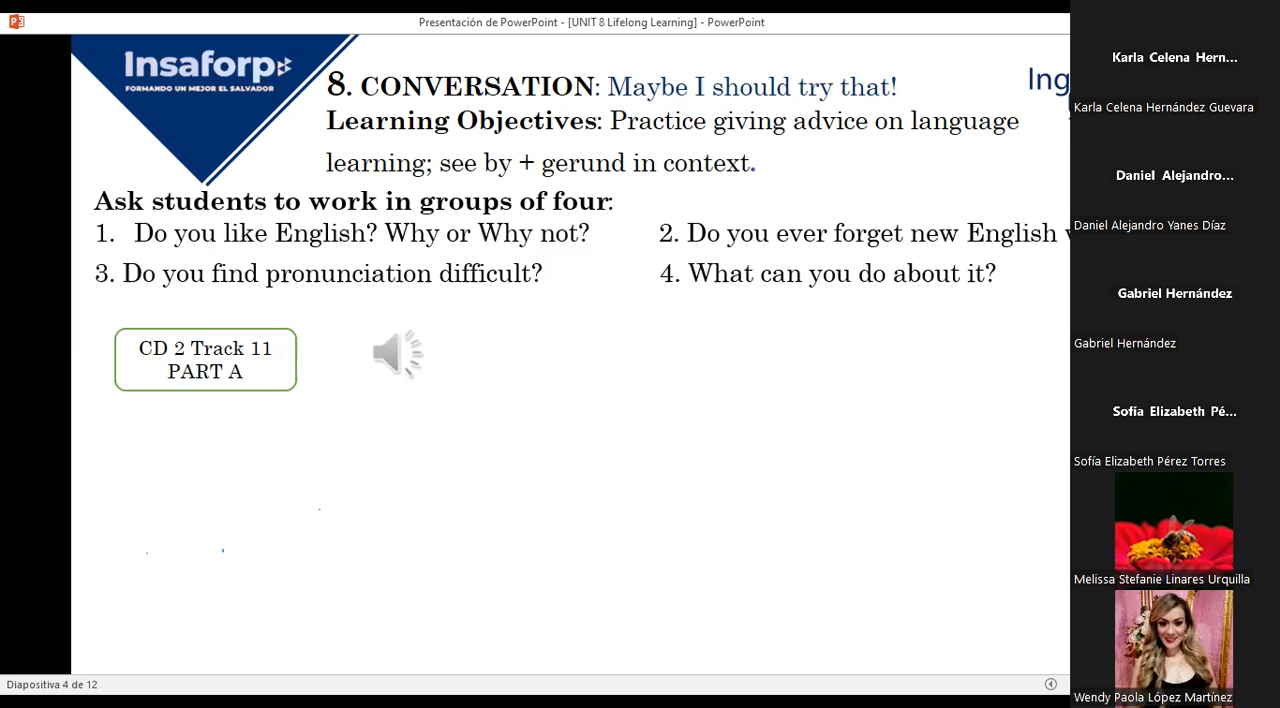 Presentación de PowerPoint - [UNIT 8 Lifelong Learning] - PowerPoint
Insaforp
FORMANDO UN MEJOR EL SALVADOR
8. CONVERSATION: Maybe I should try that!
Ing
Learning Objectives: Practice giving advice on language
learning; see by + gerund in context.
Ask students to work in groups of four:
1. Do you like English? Why or Why not?
2. Do you ever forget new English
3. Do you find pronunciation difficult?
4. What can you do about it?
CD 2 Track 11
PART A
Diapositiva 4 de 12
Karla Celena Hern...
Karla Celena Hernández Guevara
Daniel Alejandro...
Daniel Alejandro Yanes Díaz
Gabriel Hernández
Gabriel Hernández
Sofía Elizabeth Pé...
Sofía Elizabeth Pérez Torres
Melissa Stefanie Linares Urquilla
Wendy Paola López Martínez